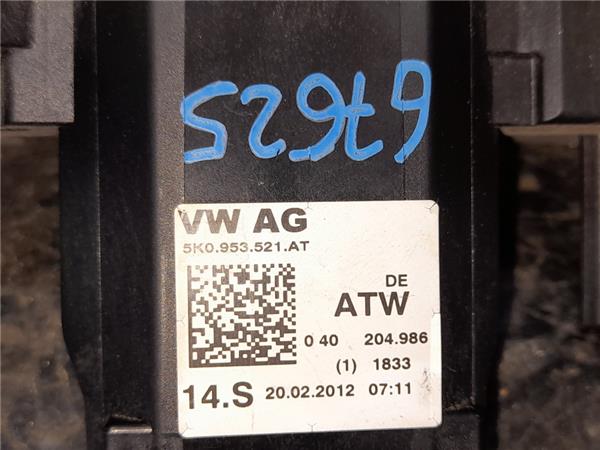 VW AG
5K0.953.521.AT
DE
ATW
0 40 204.986
(1) 1833
14.S 20.02.2012 07:11